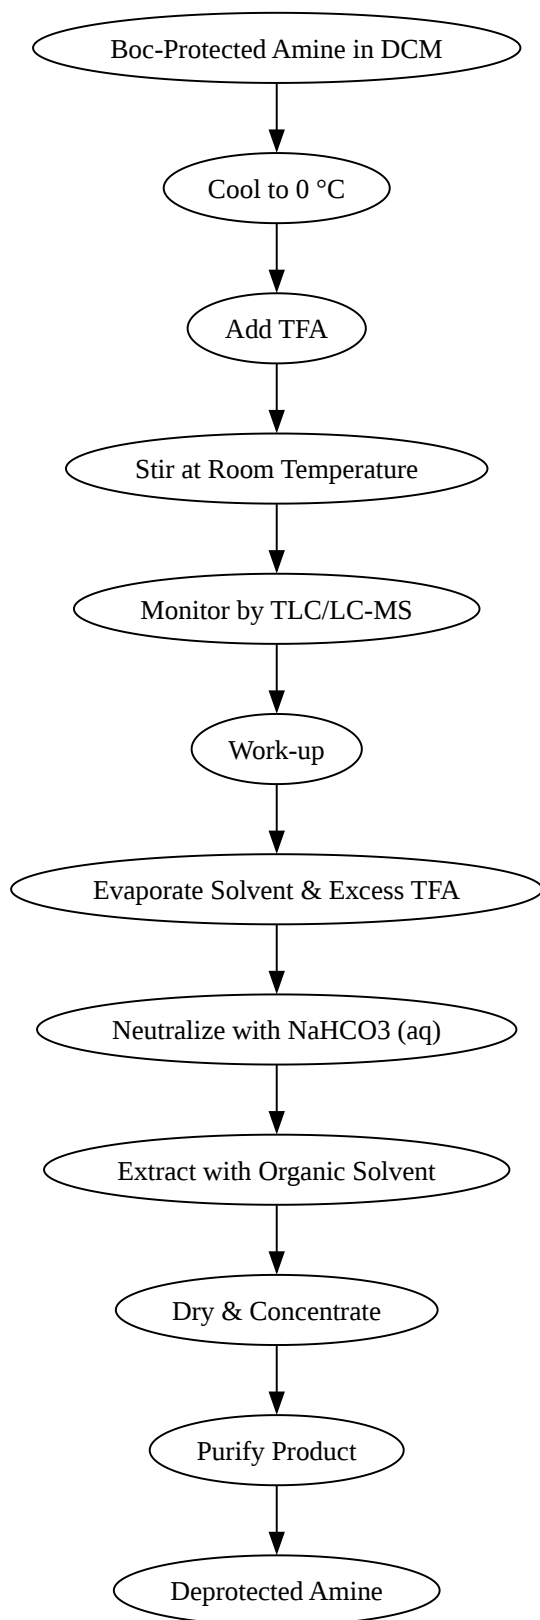 Boc-Protected Amine in DCM
Cool to 0 °C
Add TFA
Stir at Room Temperature
Monitor by TLC/LC-MS
Work-up
Evaporate Solvent & Excess TFA
Neutralize with NaHCO3 (aq)
Extract with Organic Solvent
Dry & Concentrate
Purify Product
Deprotected Amine